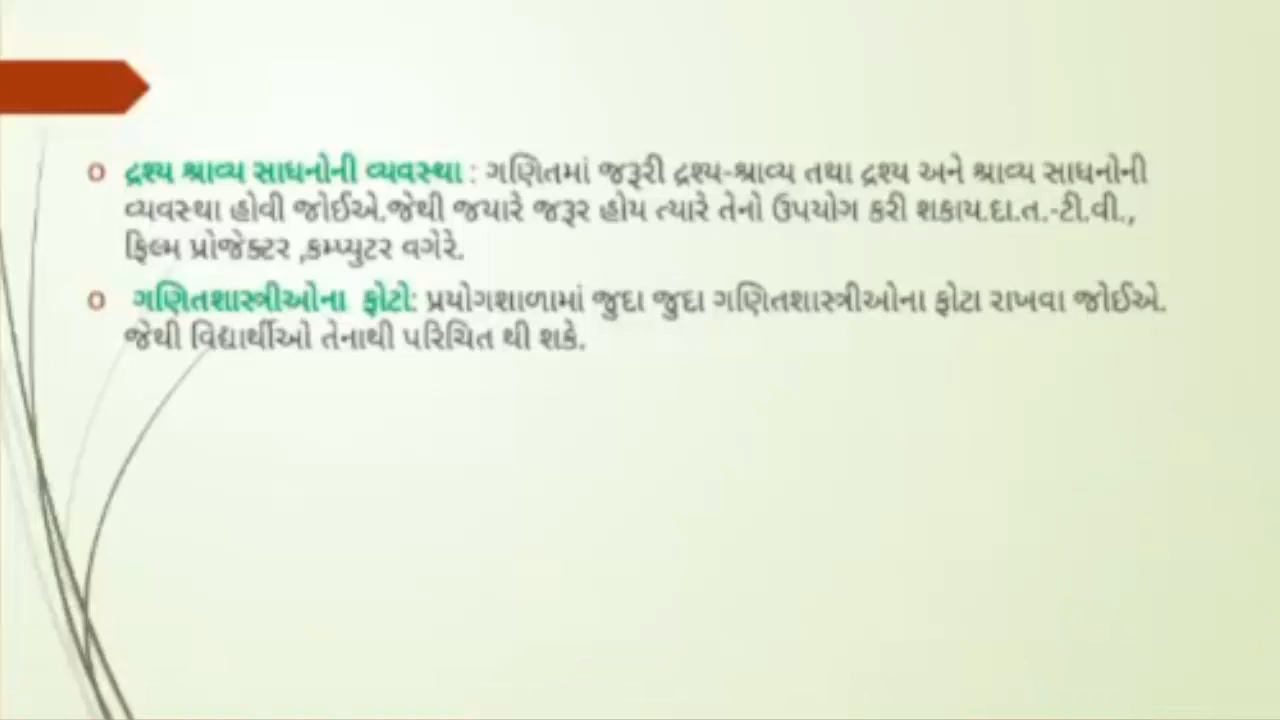 દ્રશ્ય શ્રાવ્ય સાધનોની વ્યવસ્થા : ગણિતમાં જરૂરી દ્રશ્ય-શ્રાવ્ય તથા દ્રશ્ય અને શ્રાવ્ય સાધનોની
વ્યવસ્થા હોવી જોઈએ.જેથી જયારે જરૂર હોય ત્યારે તેનો ઉપયોગ કરી શકાય.દા.ત.-ટી.વી.,
ફિલ્મ પ્રોજેક્ટર ,કમ્પ્યુટર વગેરે.
ગણિતશાસ્ત્રીઓના ફોટો: પ્રયોગશાળામાં જુદા જુદા ગણિતશાસ્ત્રીઓના ફોટા રાખવા જોઈએ.
જેથી વિદ્યાર્થીઓ તેનાથી પરિચિત થી શકે.